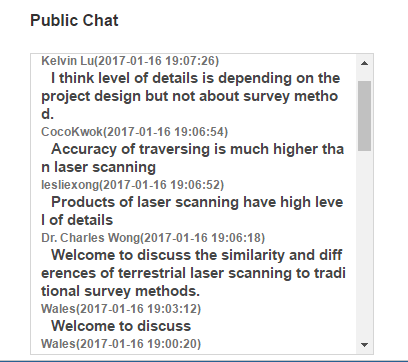 Public Chat
Kelvin Lu(2017-01-16 19:07:26)
I think level of details is depending on the
project design but not about survey metho
d.
CocoKwok(2017-01-16 19:06:54)
Accuracy of traversing is much higher tha
n laser scanning
lesliexong(2017-01-16 19:06:52)
Products of laser scanning have high leve
l of details
Dr. Charles Wong(2017-01-16 19:06:18)
Welcome to discuss the similarity and diff
erences of terrestrial laser scanning to tradi
tional survey methods.
Wales(2017-01-16 19:03:12)
Welcome to discuss
Wales(2017-01-16 19:00:20)